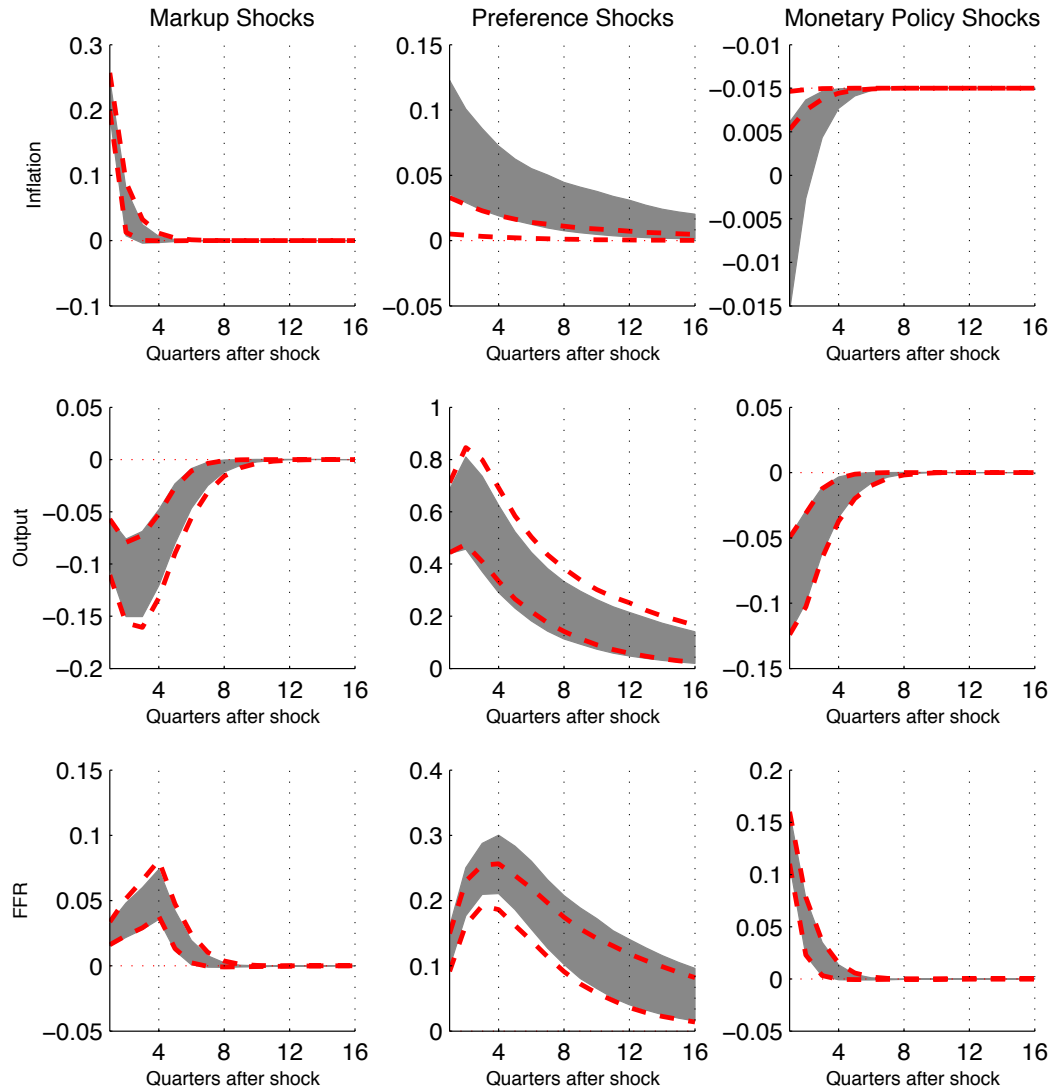 Markup Shocks Preference Shocks Monetary Policy Shocks
0.3
0.2
0.1
0
−0.1
Inflation
4 8 12 16
Quarters after shock
0.15
0.1
0.05
0
−0.05
4 8 12 16
Quarters after shock
−0.01
−0.015
0.005
0
−0.005
−0.01
−0.015
4 8 12 16
Quarters after shock
0.05
0
−0.05
−0.1
−0.15
−0.2
Output
4 8 12 16
Quarters after shock
1
0.8
0.6
0.4
0.2
0
4 8 12 16
Quarters after shock
0.05
0
−0.05
−0.1
−0.15
4 8 12 16
Quarters after shock
0.15
0.1
0.05
0
−0.05
FFR
4 8 12 16
Quarters after shock
0.4
0.3
0.2
0.1
0
4 8 12 16
Quarters after shock
0.2
0.15
0.1
0.05
0
−0.05
4 8 12 16
Quarters after shock